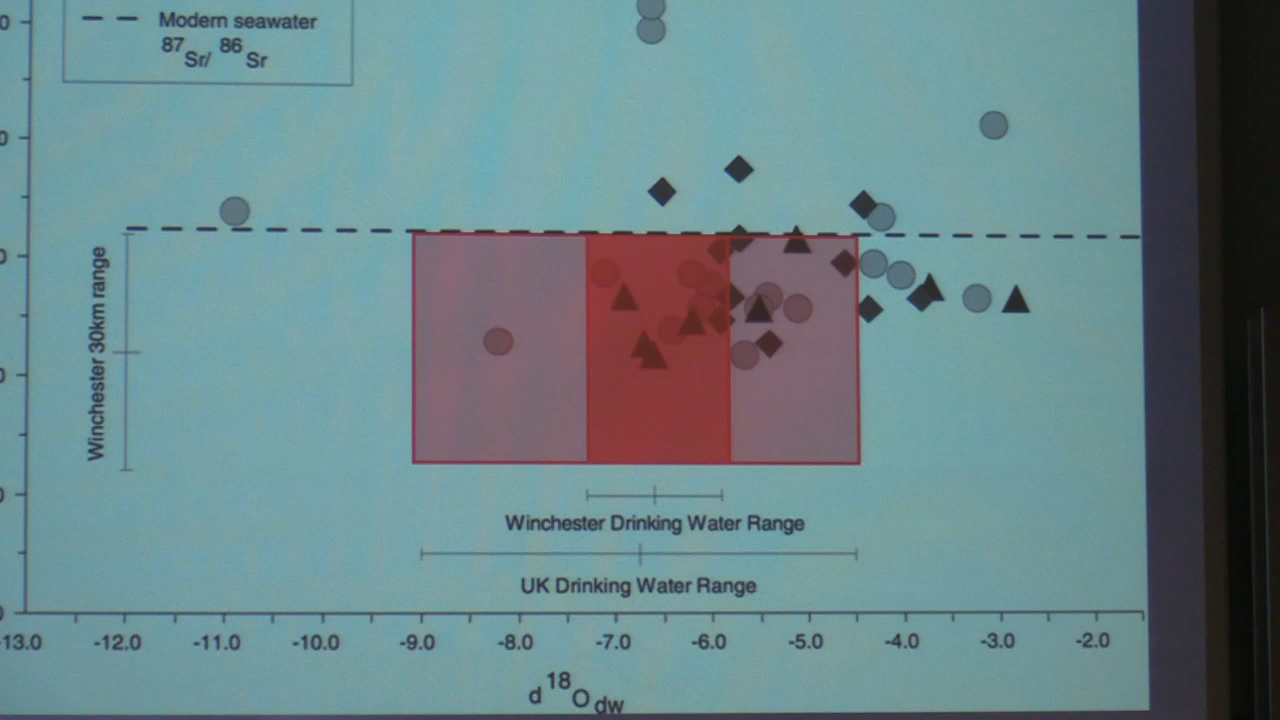 Modern seawater
87Sr/ 86Sr
Winchester 30km range
Winchester Drinking Water Range
UK Drinking Water Range
-13.0 -12.0 -11.0 -10.0 -9.0 -8.0 -7.0 -6.0 -5.0 -4.0 -3.0 -2.0
d 18O dw